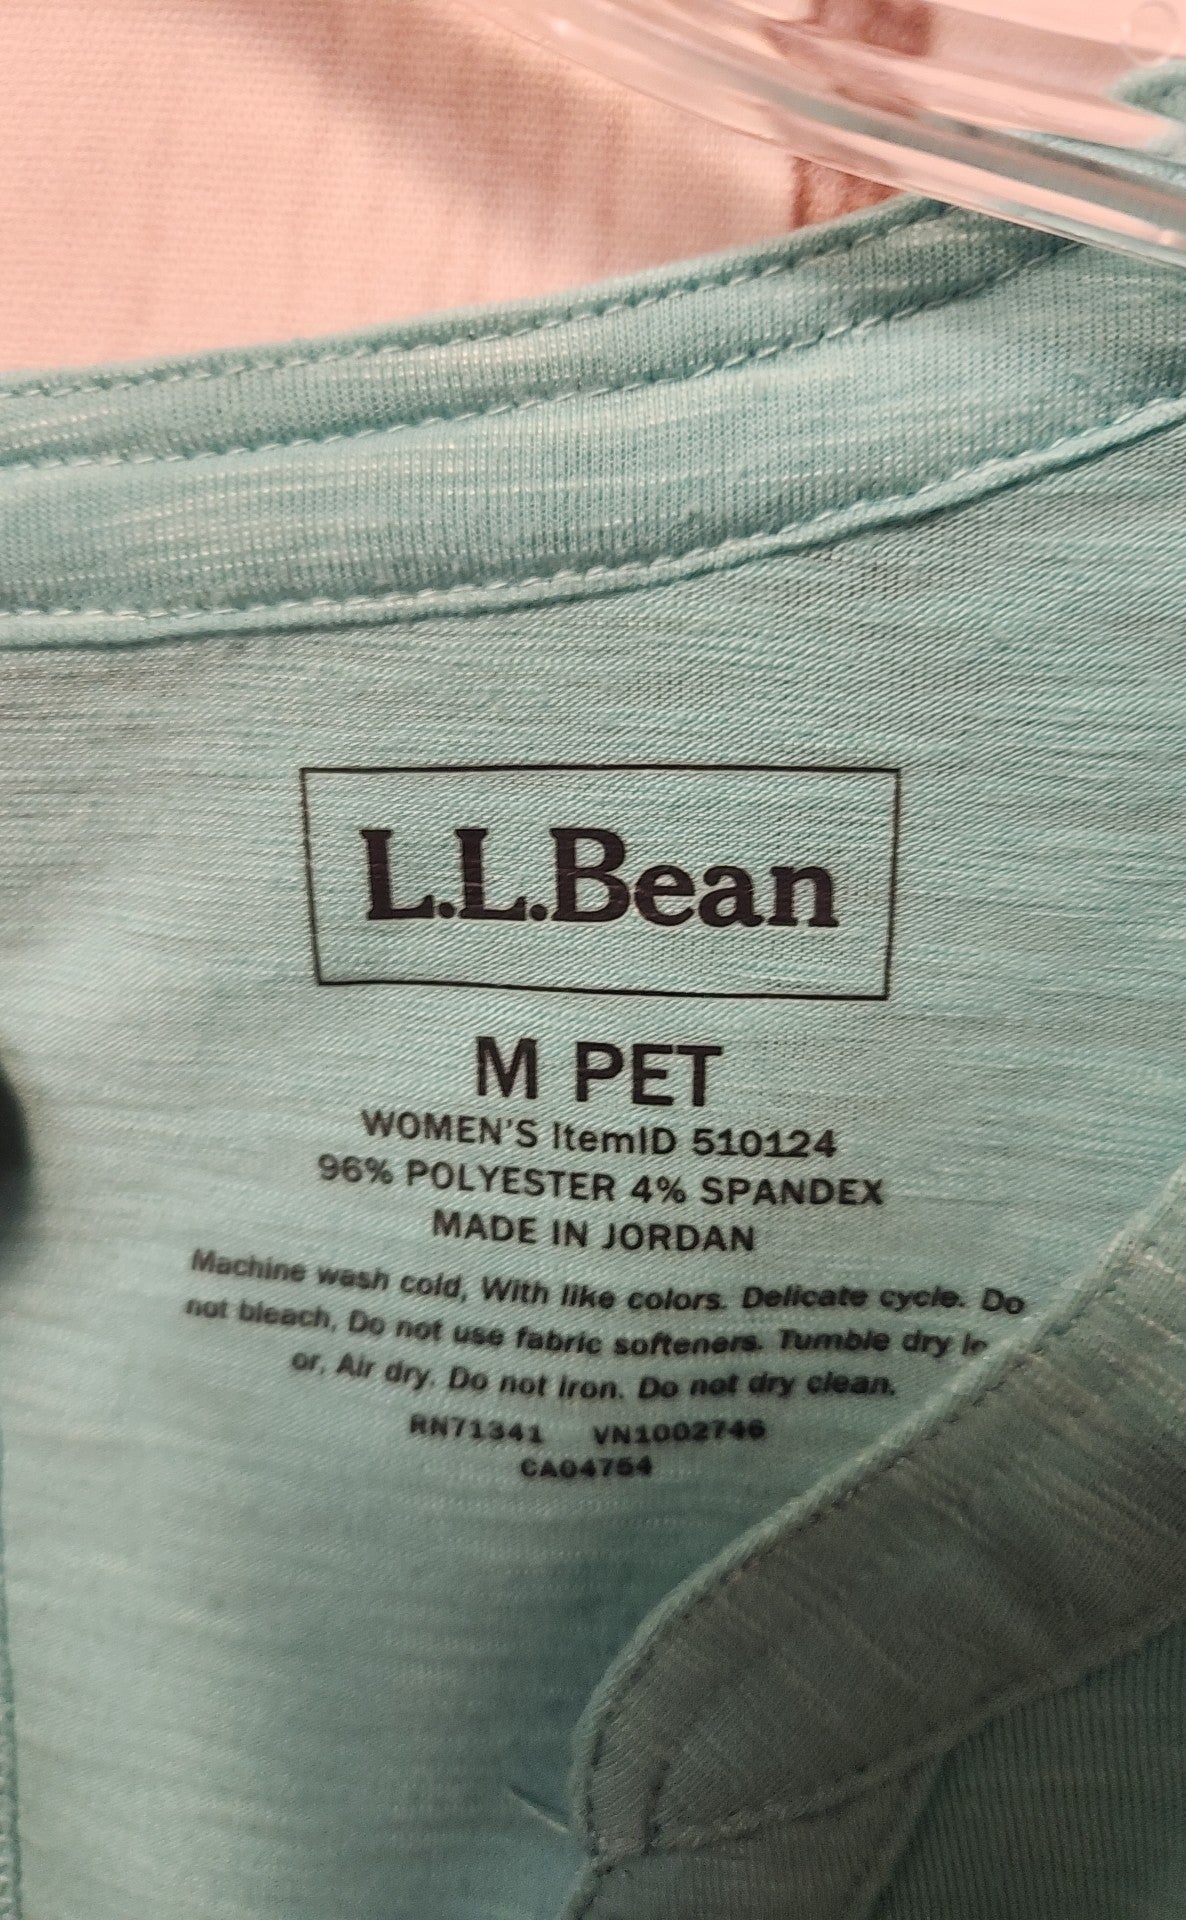 L.L.Bean
M PET
WOMEN'S ItemID 510124
96% POLYESTER 4% SPANDEX
MADE IN JORDAN
Machine wash cold, With like colors. Delicate cycle. Do
not bleach. Do not use fabric softeners. Tumble dry
or. Air dry. Do not iron. Do not dry clean.
RN71341 VN1002746
CA04754